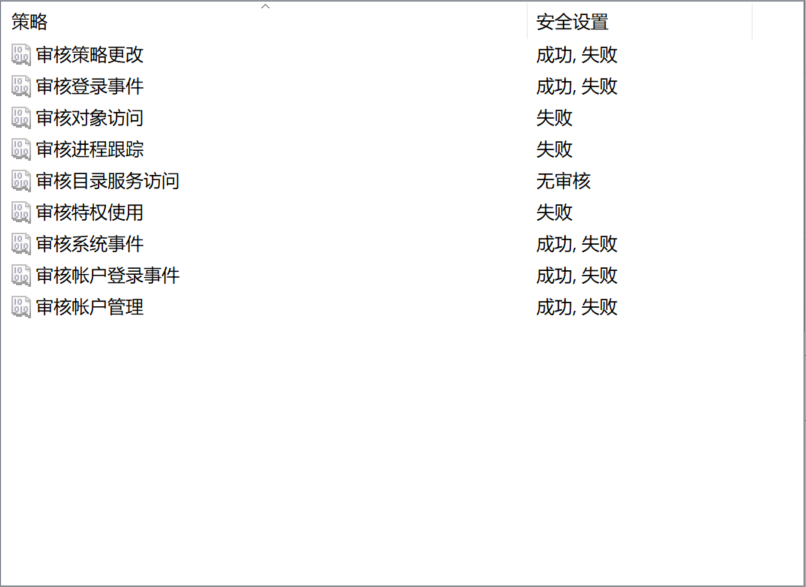 策略 安全设置
审核策略更改 成功, 失败
审核登录事件 成功, 失败
审核对象访问 失败
审核进程跟踪 失败
审核目录服务访问 无审核
审核特权使用 失败
审核系统事件 成功, 失败
审核帐户登录事件 成功, 失败
审核帐户管理 成功, 失败